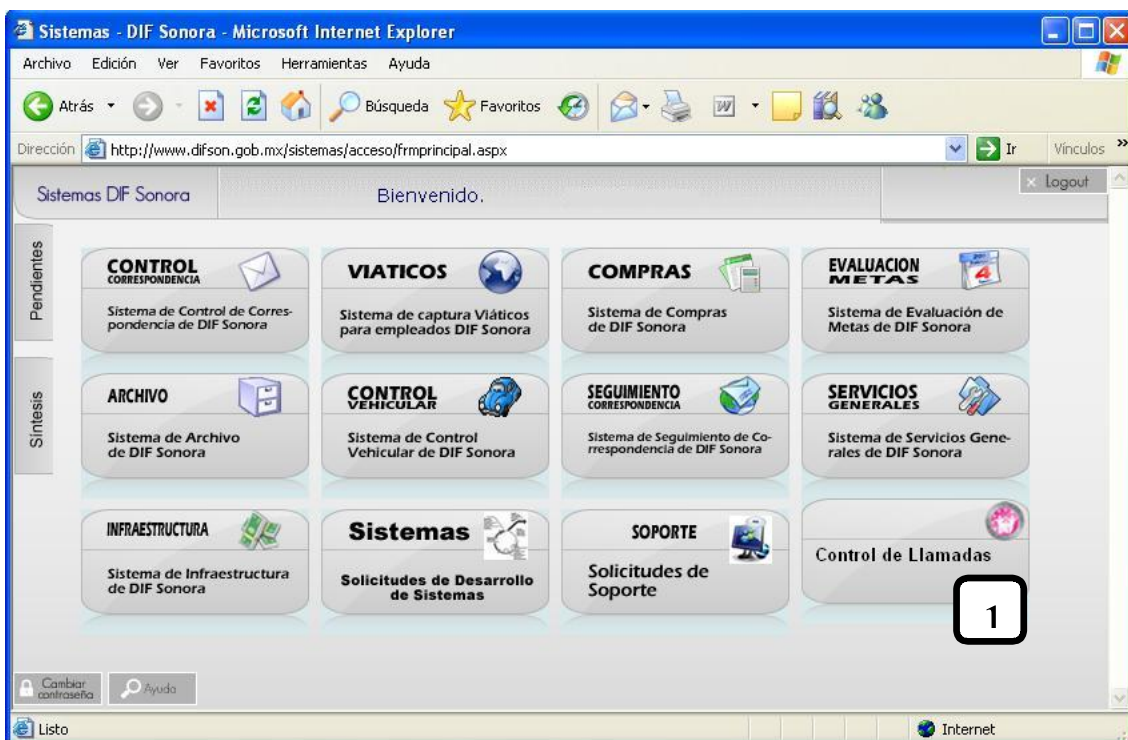 Sistemas - DIF Sonora - Microsoft Internet Explorer
Archivo Edición Ver Favoritos Herramientas Ayuda
Atrás Búsqueda Favoritos
Dirección http://www.difson.gob.mx/sistemas/acceso/frmprincipal.aspx Ir Vínculos »
Sistemas DIF Sonora Bienvenido. × Logout
Pendientes
Síntesis
CONTROL
CORRESPONDENCIA
Sistema de Control de Corres-
pondencia de DIF Sonora
VIATICOS
Sistema de captura Viáticos
para empleados DIF Sonora
COMPRAS
Sistema de Compras
de DIF Sonora
EVALUACION
METAS
4
Sistema de Evaluación de
Metas de DIF Sonora
ARCHIVO
Sistema de Archivo
de DIF Sonora
CONTROL
VEHICULAR
Sistema de Control
Vehicular de DIF Sonora
SEGUIMIENTO
CORRESPONDENCIA
Sistema de Seguimiento de Co-
rrespondencia de DIF Sonora
SERVICIOS
GENERALES
Sistema de Servicios Gene-
rales de DIF Sonora
INFRAESTRUCTURA
Sistema de Infraestructura
de DIF Sonora
Sistemas
Solicitudes de Desarrollo
de Sistemas
SOPORTE
Solicitudes de
Soporte
Control de Llamadas
1
Cambiar
contraseña
Ayuda
Listo Internet